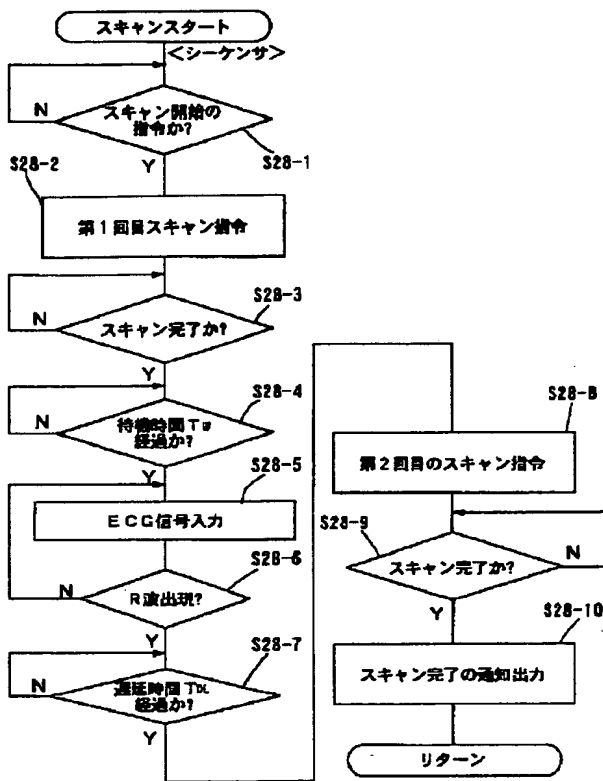 スキャンスタート
<シーケンサ>
スキャン開始の
指令か?
N
Y
S28-1
S28-2
第1回目スキャン指令
S28-3
スキャン完了か?
N
Y
S28-4
待機時間Tw
経過か?
N
Y
S28-5
ECG信号入力
S28-6
R波出現?
N
Y
S28-7
遅延時間TDL
経過か?
N
Y
S28-8
第2回目のスキャン指令
S28-9
スキャン完了か?
N
Y
S28-10
スキャン完了の通知出力
リターン